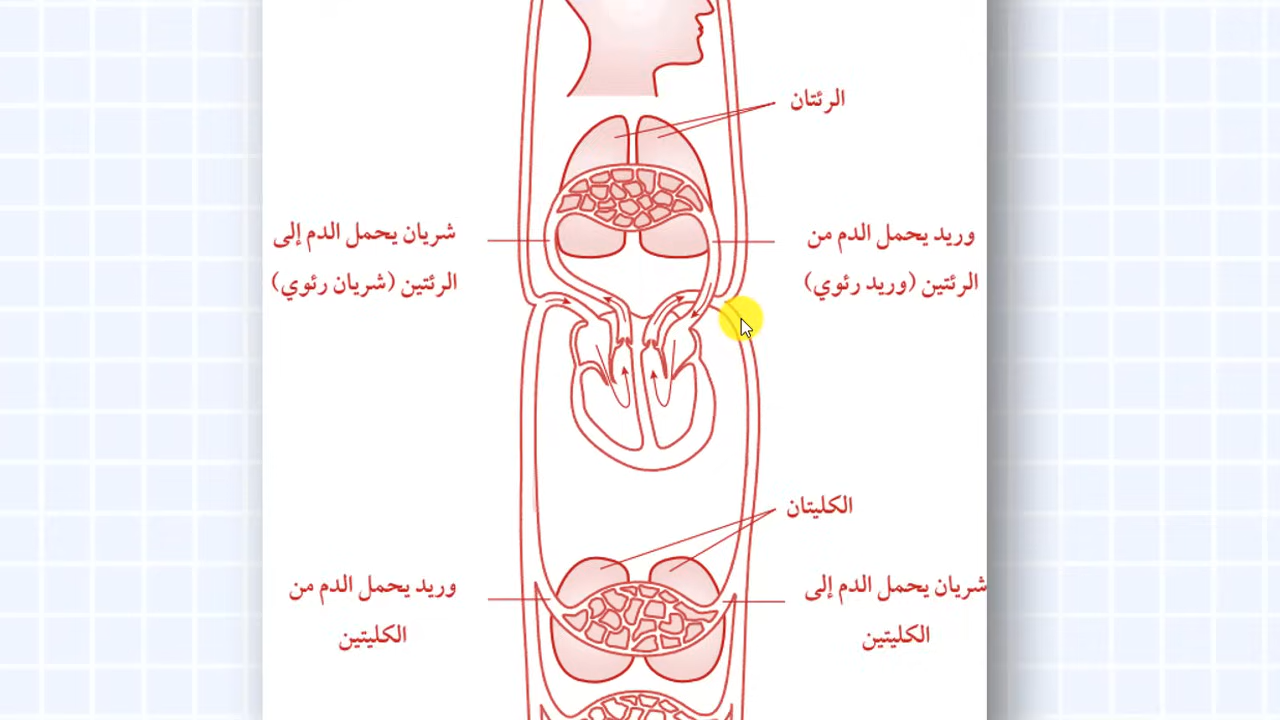 الرئتان
وريد يحمل الدم من
الرئتين (وريد رئوي)
شريان يحمل الدم إلى
الرئتين (شريان رئوي)
الكليتان
شريان يحمل الدم إلى
الكليتين
وريد يحمل الدم من
الكليتين